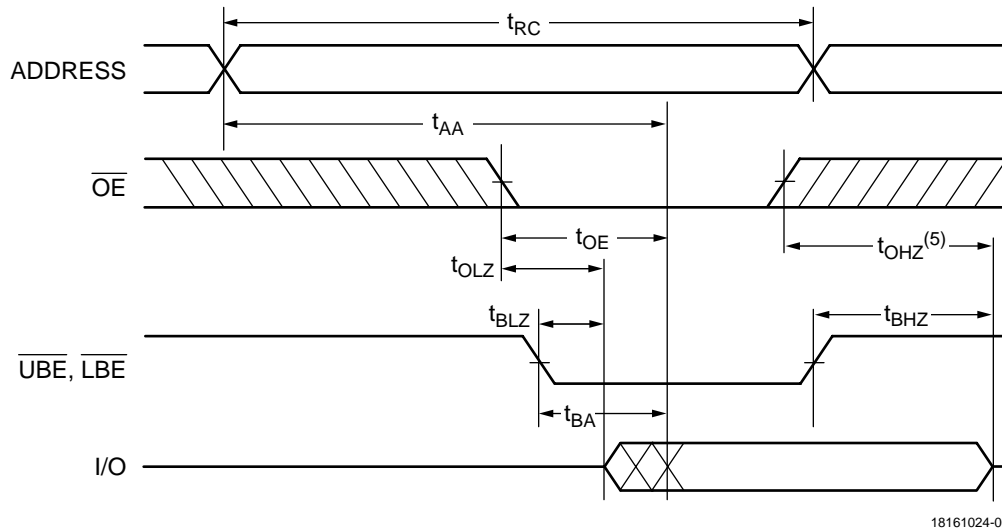 tRC
ADDRESS
tAA
OE
tOE
tOHZ(5)
tOLZ
tBLZ
tBHZ
UBE, LBE
tBA
I/O
18161024-0